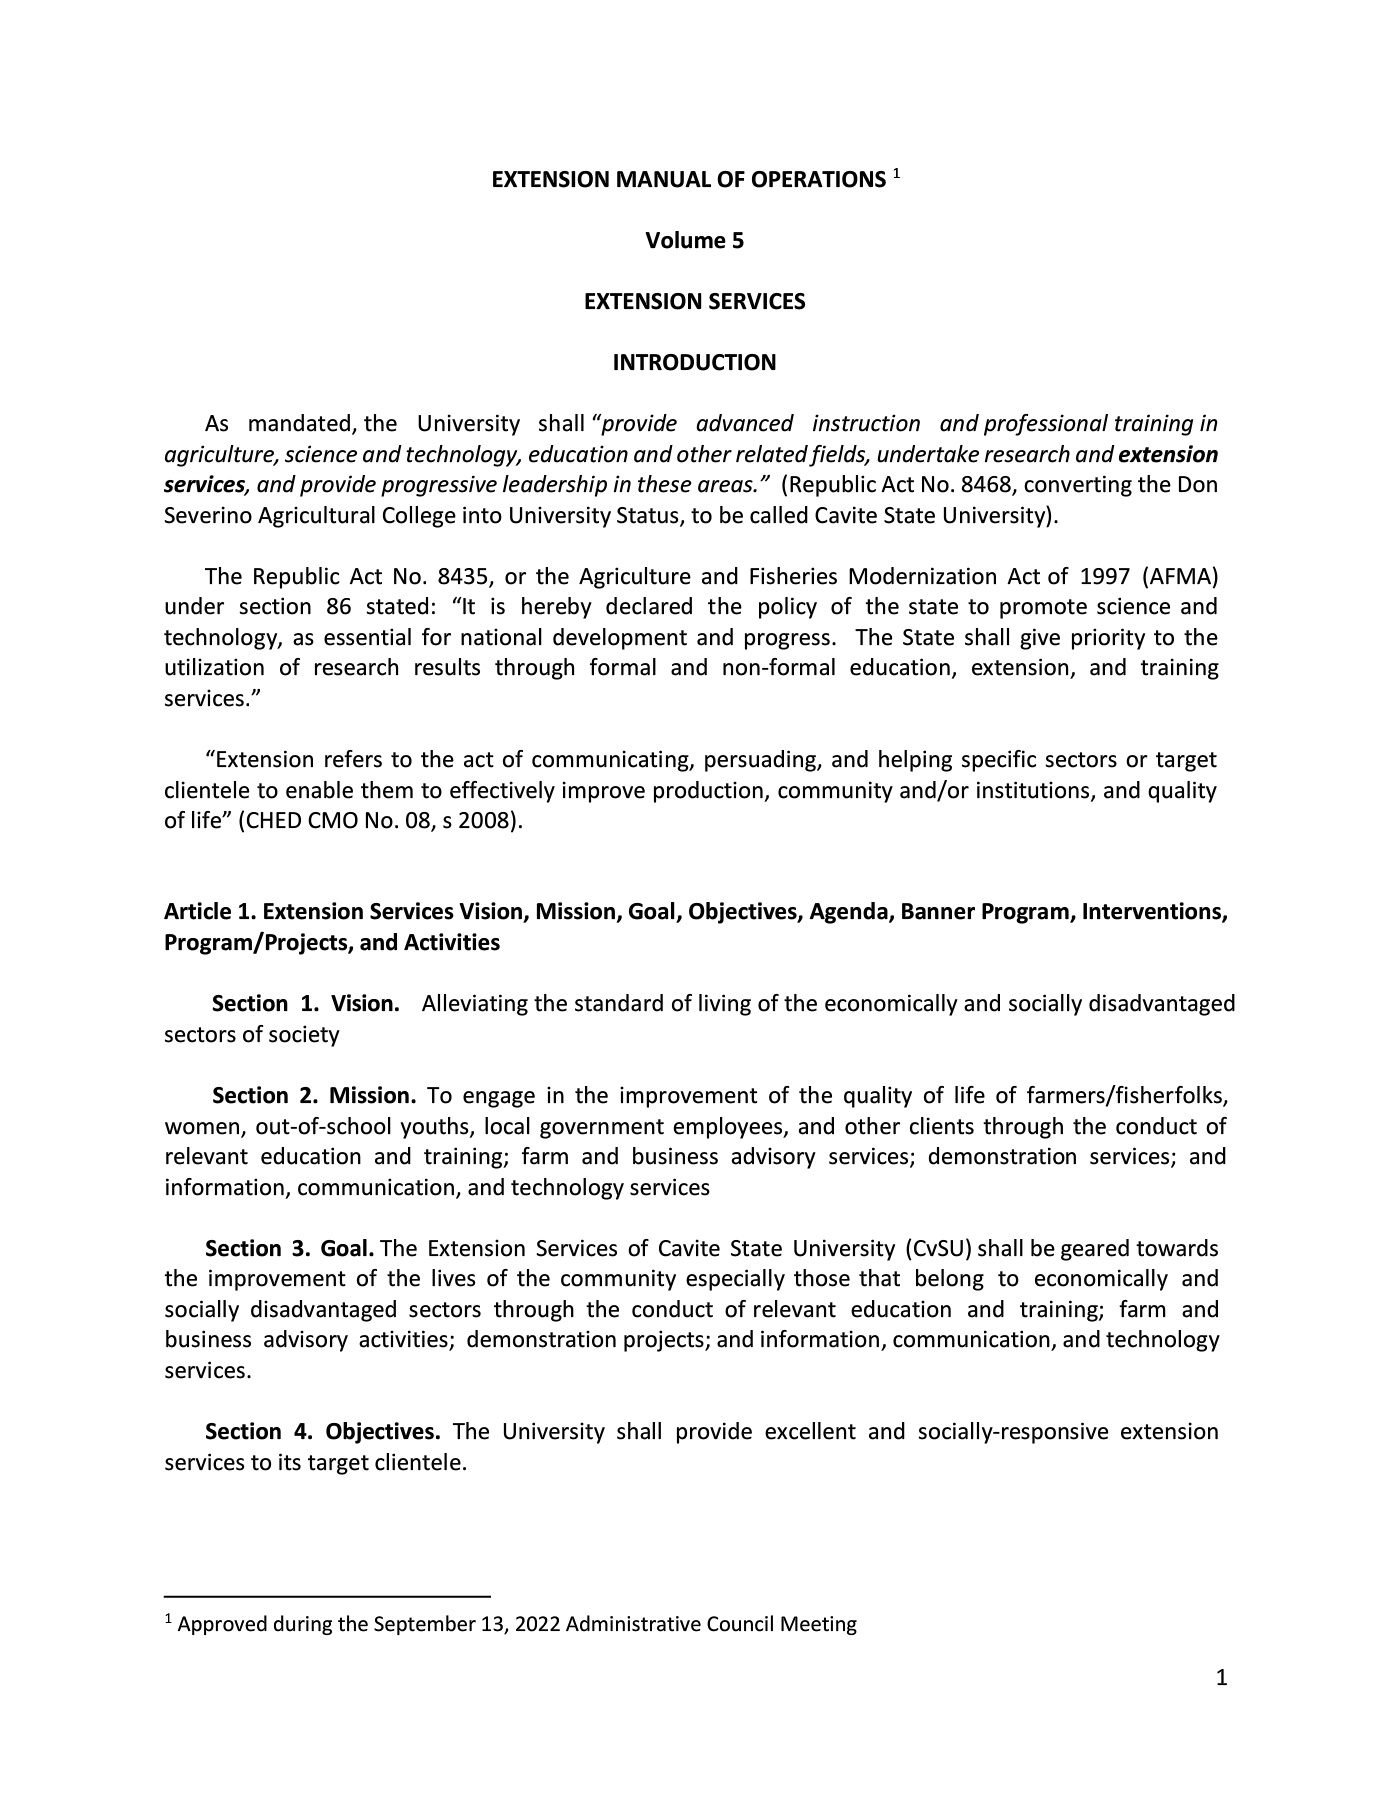 EXTENSION MANUAL OF OPERATIONS 1
Volume 5
EXTENSION SERVICES
INTRODUCTION
As mandated, the University shall “provide advanced instruction and professional training in
agriculture, science and technology, education and other related fields, undertake research and extension
services, and provide progressive leadership in these areas.” (Republic Act No. 8468, converting the Don
Severino Agricultural College into University Status, to be called Cavite State University).
The Republic Act No. 8435, or the Agriculture and Fisheries Modernization Act of 1997 (AFMA)
under section 86 stated: “It is hereby declared the policy of the state to promote science and
technology, as essential for national development and progress. The State shall give priority to the
utilization of research results through formal and non-formal education, extension, and training
services.”
“Extension refers to the act of communicating, persuading, and helping specific sectors or target
clientele to enable them to effectively improve production, community and/or institutions, and quality
of life” (CHED CMO No. 08, s 2008).
Article 1. Extension Services Vision, Mission, Goal, Objectives, Agenda, Banner Program, Interventions,
Program/Projects, and Activities
Section 1. Vision. Alleviating the standard of living of the economically and socially disadvantaged
sectors of society
Section 2. Mission. To engage in the improvement of the quality of life of farmers/fisherfolks,
women, out-of-school youths, local government employees, and other clients through the conduct of
relevant education and training; farm and business advisory services; demonstration services; and
information, communication, and technology services
Section 3. Goal. The Extension Services of Cavite State University (CvSU) shall be geared towards
the improvement of the lives of the community especially those that belong to economically and
socially disadvantaged sectors through the conduct of relevant education and training; farm and
business advisory activities; demonstration projects; and information, communication, and technology
services.
Section 4. Objectives. The University shall provide excellent and socially-responsive extension
services to its target clientele.
1 Approved during the September 13, 2022 Administrative Council Meeting
1